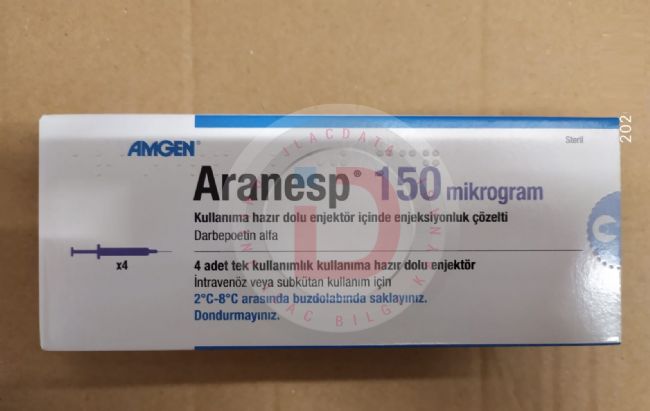 AMGEN®
Steril
Aranesp® 150 mikrogram
Kullanıma hazır dolu enjektör içinde enjeksiyonluk çözelti
Darbepoetin alfa
x4
4 adet tek kullanımlık kullanıma hazır dolu enjektör
İntravenöz veya subkütan kullanım için
2°C-8°C arasında buzdolabında saklayınız.
Dondurmayınız.
202